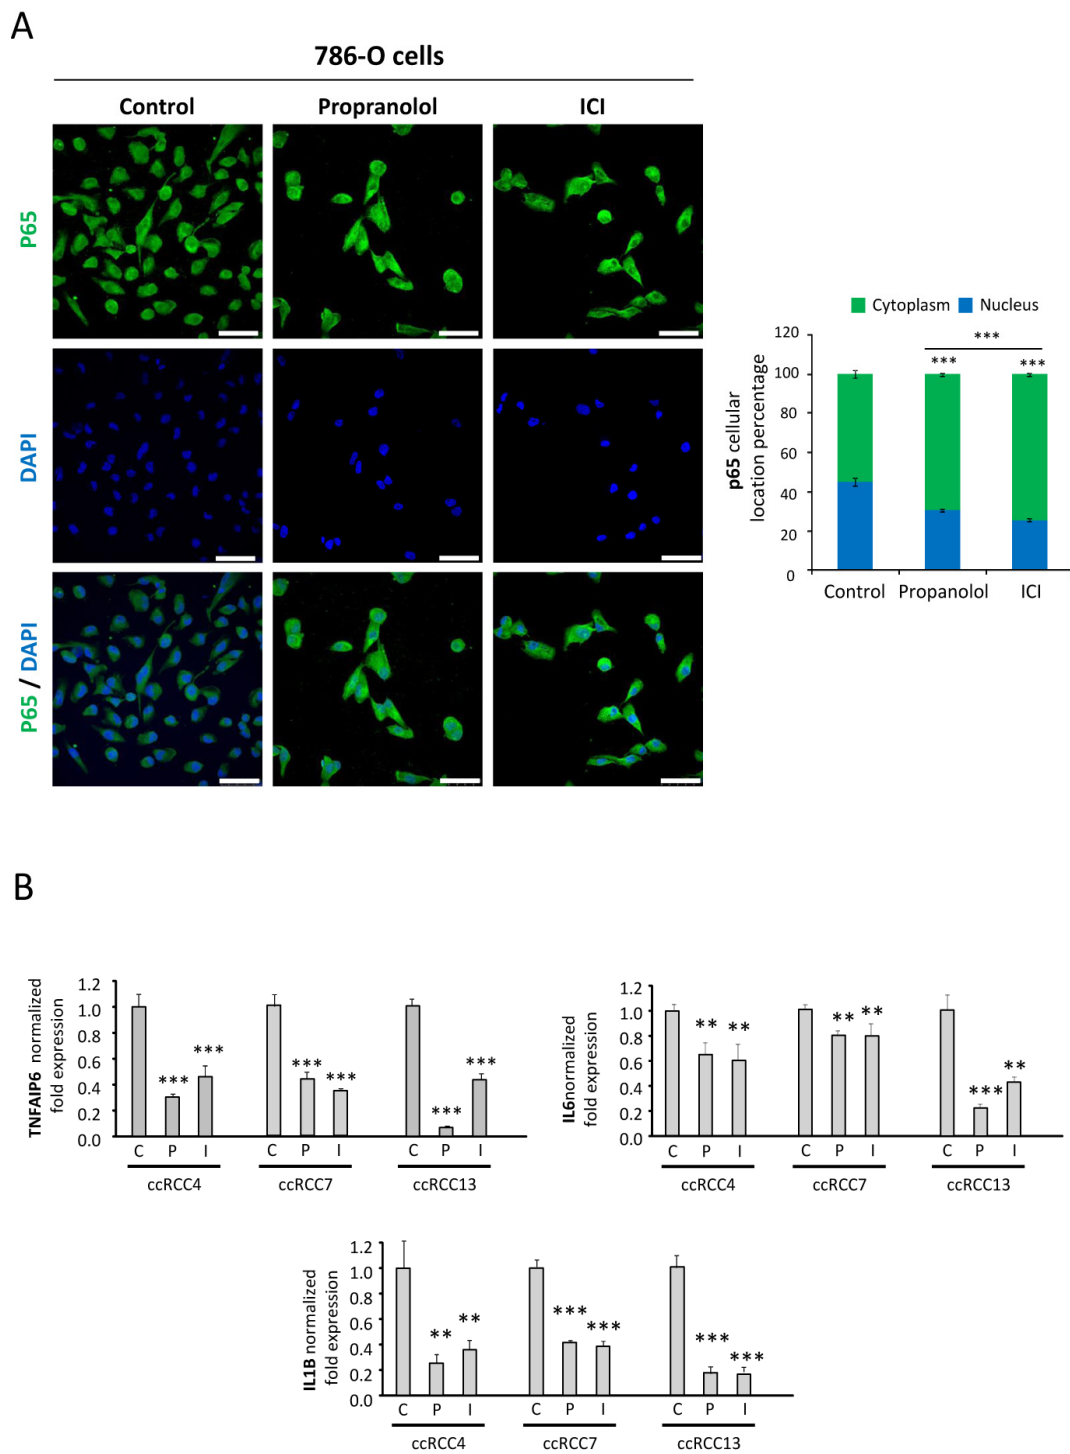 A
786-O cells
Control Propranolol ICI
P65
DAPI
P65 / DAPI
Cytoplasm Nucleus
p65 cellular
location percentage
120
100
80
60
40
20
0
***
*** ***
Control Propanolol ICI
B
TNFAIP6 normalized
fold expression
1.2
1.0
0.8
0.6
0.4
0.2
0.0
*** *** *** *** *** ***
C P I C P I C P I
ccRCC4 ccRCC7 ccRCC13
IL6normalized
fold expression
1.2
1.0
0.8
0.6
0.4
0.2
0.0
** ** ** ** *** **
C P I C P I C P I
ccRCC4 ccRCC7 ccRCC13
IL1B normalized
fold expression
1.2
1.0
0.8
0.6
0.4
0.2
0.0
** ** *** *** *** ***
C P I C P I C P I
ccRCC4 ccRCC7 ccRCC13